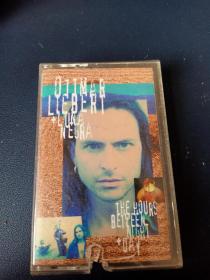 OTTMAR
LIEBERT
+ LUNA
NEGRA
THE HOURS
BETWEEN
NIGHT
+ DAY